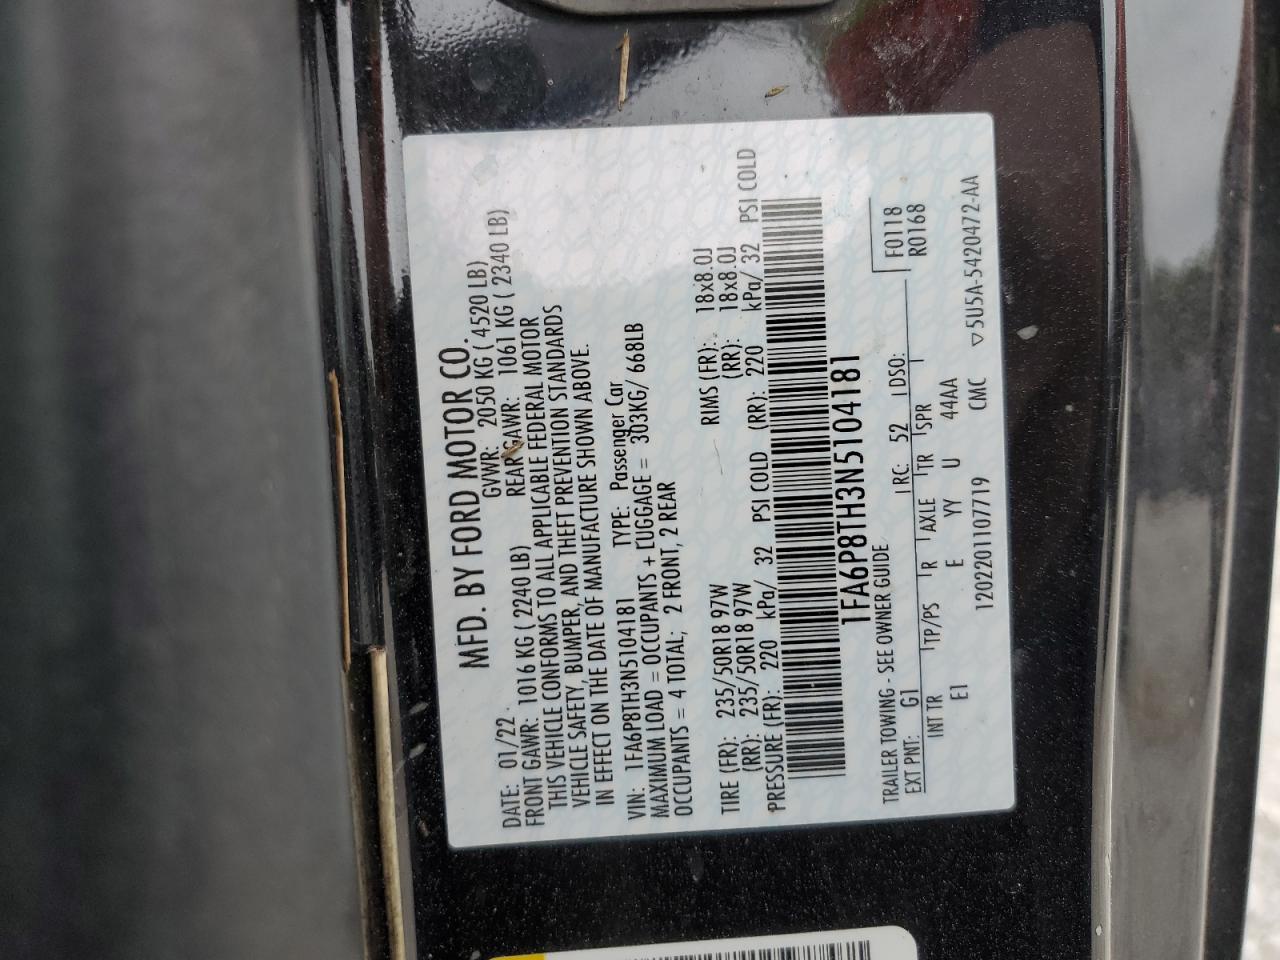 MFD. BY FORD MOTOR CO.
DATE: 01/22 GVWR: 2050 KG ( 4520 LB)
FRONT GAWR: 1016 KG ( 2240 LB) REAR GAWR: 1061 KG ( 2340 LB)
THIS VEHICLE CONFORMS TO ALL APPLICABLE FEDERAL MOTOR
VEHICLE SAFETY, BUMPER, AND THEFT PREVENTION STANDARDS
IN EFFECT ON THE DATE OF MANUFACTURE SHOWN ABOVE.
VIN: 1FA6P8TH3N5104181 TYPE: Passenger Car
MAXIMUM LOAD = OCCUPANTS + LUGGAGE = 303KG/ 668LB
OCCUPANTS = 4 TOTAL; 2 FRONT, 2 REAR
TIRE (FR): 235/50R18 97W RIMS (FR): 18x8.0J
(RR): 235/50R18 97W (RR): 18x8.0J
PRESSURE (FR): 220 kPa/ 32 PSI COLD (RR): 220 kPa/ 32 PSI COLD
1FA6P8TH3N5104181
TRAILER TOWING - SEE OWNER GUIDE
EXT PNT: G1 RC: 52 DSO: F0118
INT TR TP/PS R AXLE TR SPR R0168
E1 E YY U 44AA
1202201107719 CMC ▽5U5A-5420472-AA